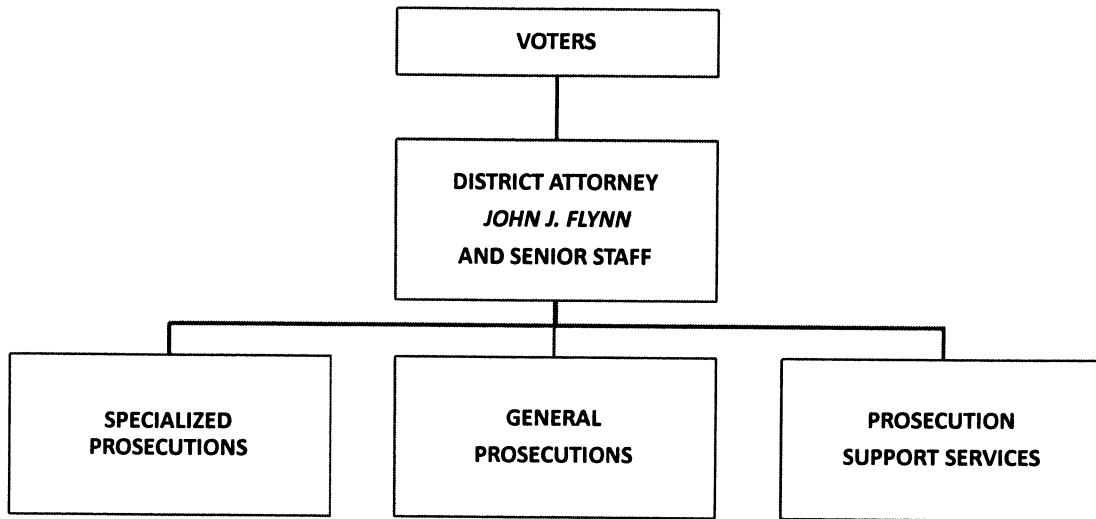 VOTERS
DISTRICT ATTORNEY
JOHN J. FLYNN
AND SENIOR STAFF
SPECIALIZED
PROSECUTIONS
GENERAL
PROSECUTIONS
PROSECUTION
SUPPORT SERVICES